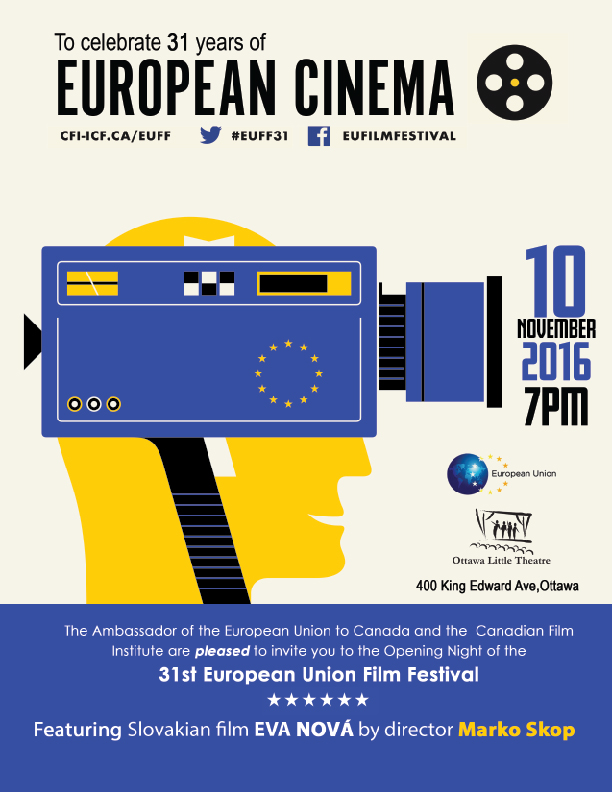 To celebrate 31 years of
EUROPEAN CINEMA
CFI-ICF.CA/EUFF #EUFF31 EUFILMFESTIVAL
10
NOVEMBER
2016
7PM
European Union
Ottawa Little Theatre
400 King Edward Ave,Ottawa
The Ambassador of the European Union to Canada and the Canadian Film
Institute are pleased to invite you to the Opening Night of the
31st European Union Film Festival
Featuring Slovakian film EVA NOVÁ by director Marko Skop